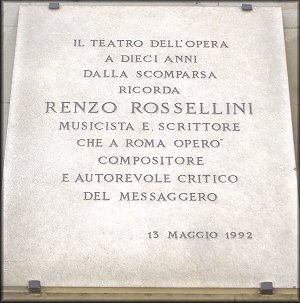 IL TEATRO DELL'OPERA
A DIECI ANNI
DALLA SCOMPARSA
RICORDA
RENZO ROSSELLINI
MUSICISTA E SCRITTORE
CHE A ROMA OPERO'
COMPOSITORE
E AUTOREVOLE CRITICO
DEL MESSAGGERO
13 MAGGIO 1992